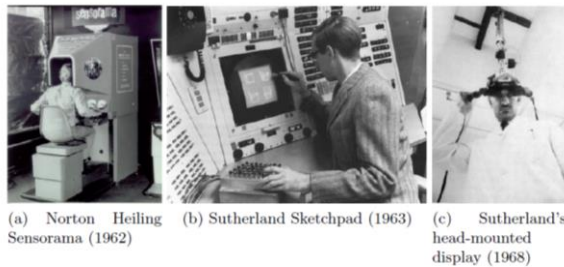 (a) Norton Heiling
Sensorama (1962)
(b) Sutherland Sketchpad (1963)
(c) Sutherland's
head-mounted
display (1968)